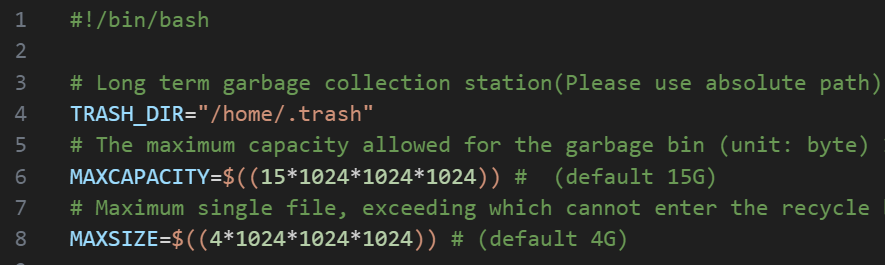 1 #!/bin/bash
2
3 # Long term garbage collection station(Please use absolute path)
4 TRASH_DIR="/home/.trash"
5 # The maximum capacity allowed for the garbage bin (unit: byte)
6 MAXCAPACITY=$((15*1024*1024*1024)) #  (default 15G)
7 # Maximum single file, exceeding which cannot enter the recycle
8 MAXSIZE=$((4*1024*1024*1024)) # (default 4G)